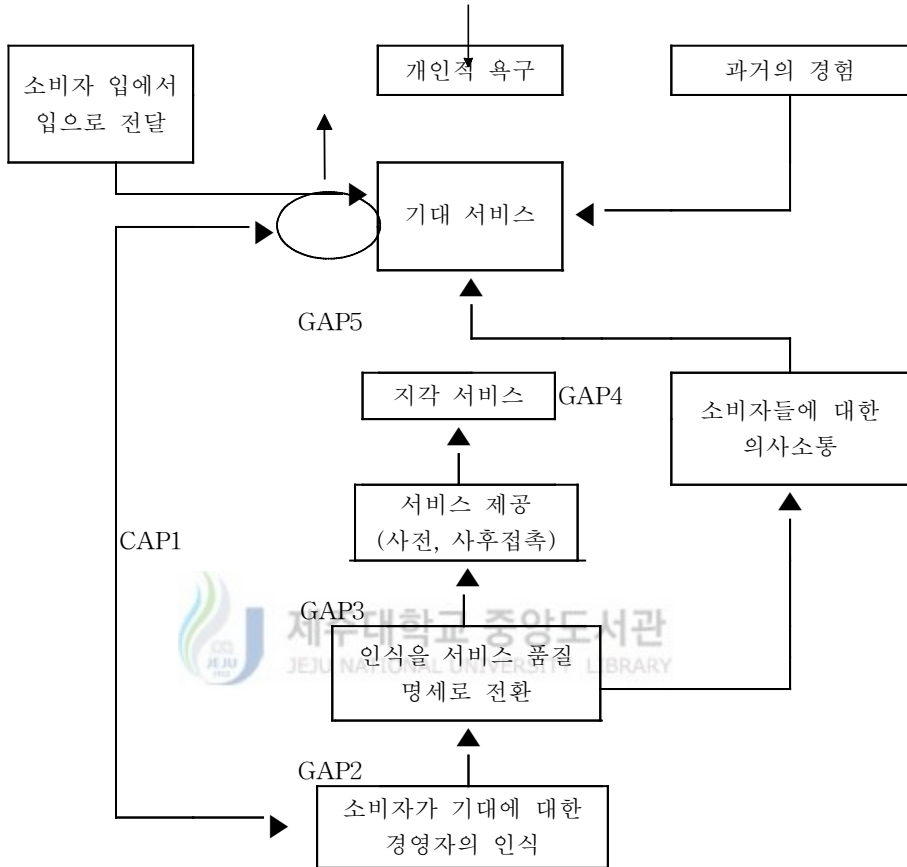 소비자 입에서
입으로 전달
개인적 욕구
과거의 경험
기대 서비스
GAP5
지각 서비스
GAP4
소비자들에 대한
의사소통
서비스 제공
(사전, 사후접촉)
CAP1
GAP3
제주대학교 중앙도서관
JEJU NATIONAL UNIVERSITY LIBRARY
JEJU
1952
인식을 서비스 품질
명세로 전환
GAP2
소비자가 기대에 대한
경영자의 인식